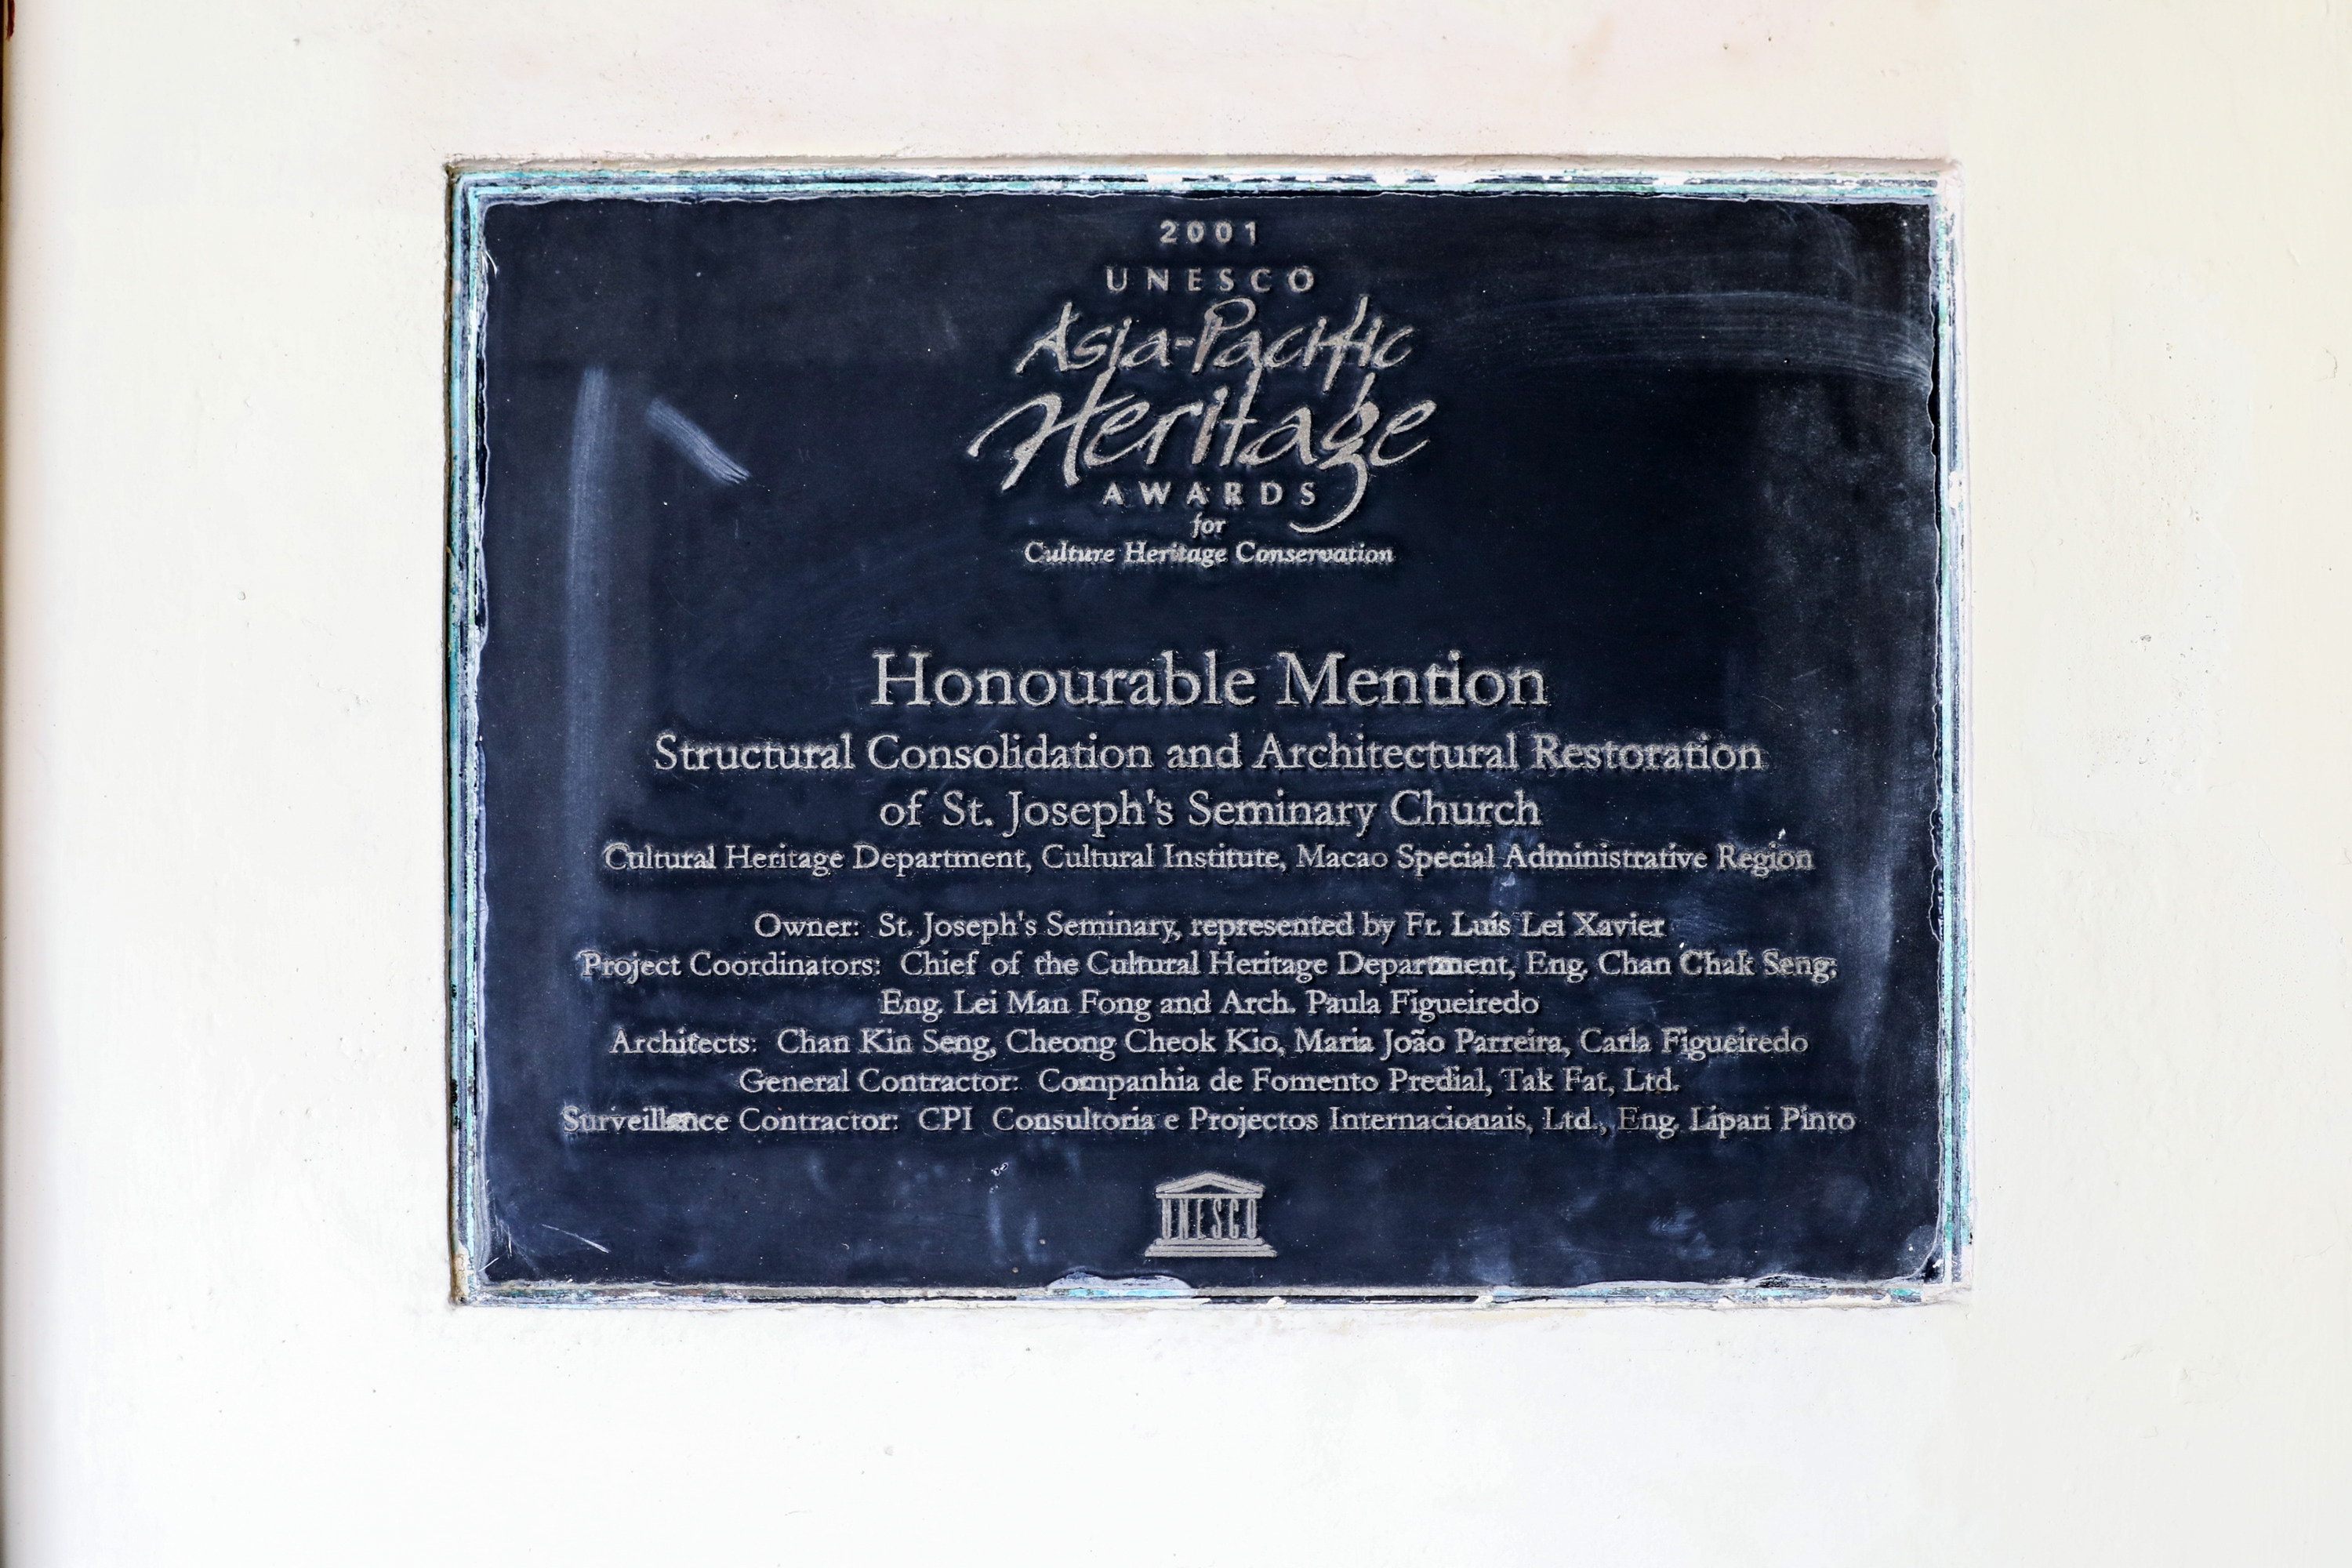 2001
UNESCO
Asia-Pacific
Heritage
AWARDS
for
Culture Heritage Conservation
Honourable Mention
Structural Consolidation and Architectural Restoration
of St. Joseph's Seminary Church
Cultural Heritage Department, Cultural Institute, Macao Special Administrative Region
Owner: St. Joseph's Seminary, represented by Fr. Luís Lei Xavier
Project Coordinators: Chief of the Cultural Heritage Department, Eng. Chan Chak Seng;
Eng. Lei Man Fong and Arch. Paula Figueiredo
Architects: Chan Kin Seng, Cheong Cheok Kio, Maria João Parreira, Carla Figueiredo
General Contractor: Companhia de Fomento Predial, Tak Fat, Ltd.
Surveillance Contractor: CPI Consultoria e Projectos Internacionais, Ltd., Eng. Lípari Pinto
UNESCO